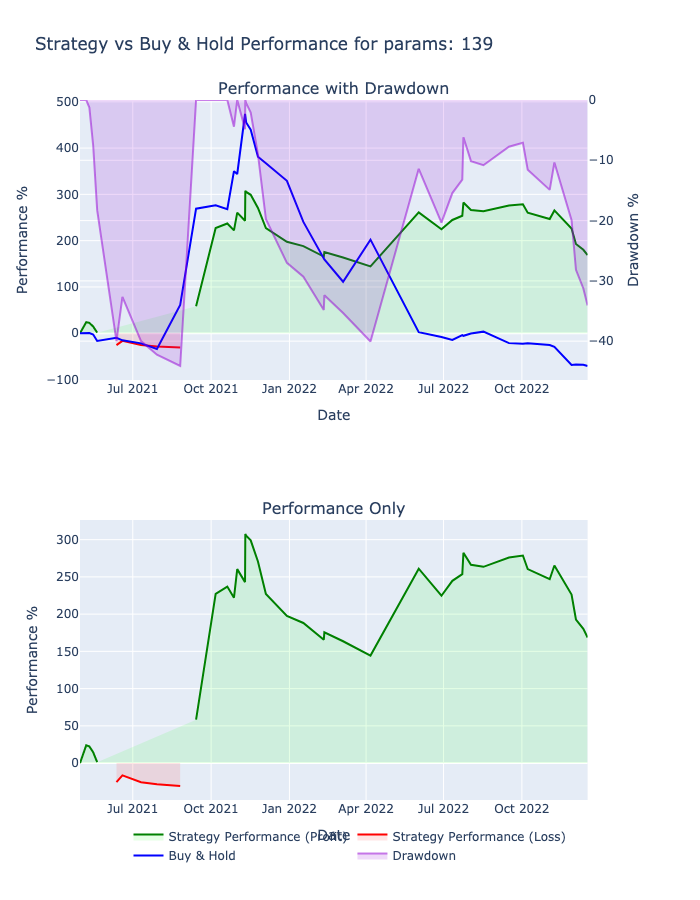 Strategy vs Buy & Hold Performance for params: 139
Performance with Drawdown
500
400
300
200
100
0
−100
0
−10
−20
−30
−40
Performance %
Drawdown %
Jul 2021 Oct 2021 Jan 2022 Apr 2022 Jul 2022 Oct 2022
Date
Performance Only
300
250
200
150
100
50
0
Performance %
Jul 2021 Oct 2021 Jan 2022 Apr 2022 Jul 2022 Oct 2022
Date
Strategy Performance (Profit) Strategy Performance (Loss)
Buy & Hold Drawdown